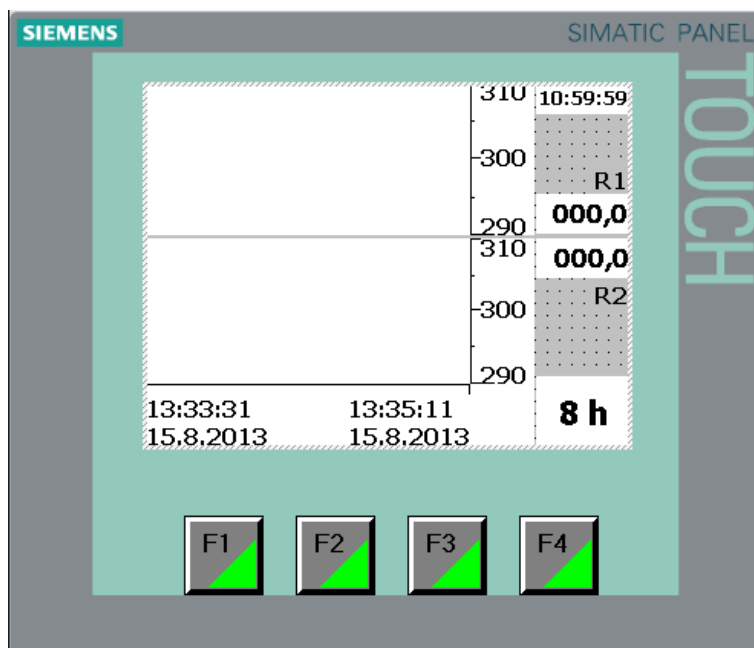 SIEMENS
SIMATIC PANEL
TOUCH
310
10:59:59
300
R1
290
000,0
310
000,0
R2
300
290
13:33:31
13:35:11
8 h
15.8.2013
15.8.2013
F1
F2
F3
F4